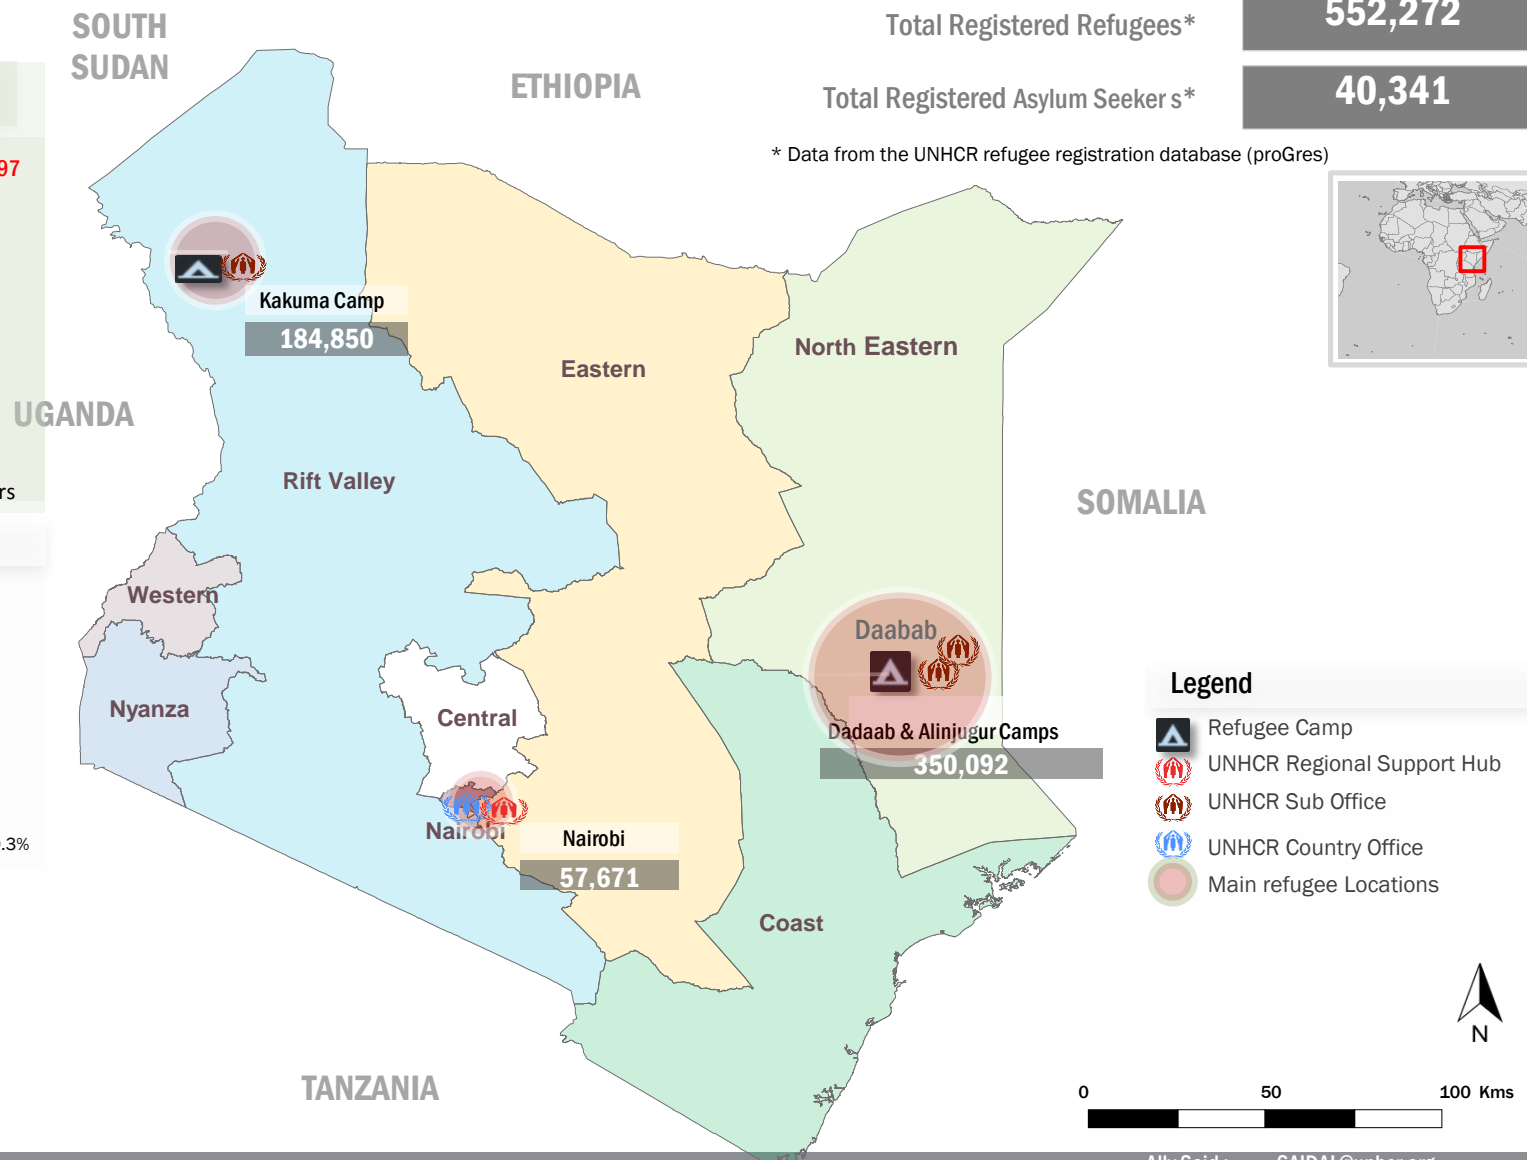 SOUTH
SUDAN
ETHIOPIA
Total Registered Refugees*
552,272
Total Registered Asylum Seeker s*
40,341
* Data from the UNHCR refugee registration database (proGres)
97
Kakuma Camp
184,850
North Eastern
Eastern
UGANDA
Rift Valley
rs
SOMALIA
Western
Daabab
Nyanza
Central
Dadaab & Alinjugur Camps
350,092
Nairobi
Nairobi
57,671
.3%
Coast
Legend
Refugee Camp
UNHCR Regional Support Hub
UNHCR Sub Office
UNHCR Country Office
Main refugee Locations
N
TANZANIA
0 50 100 Kms